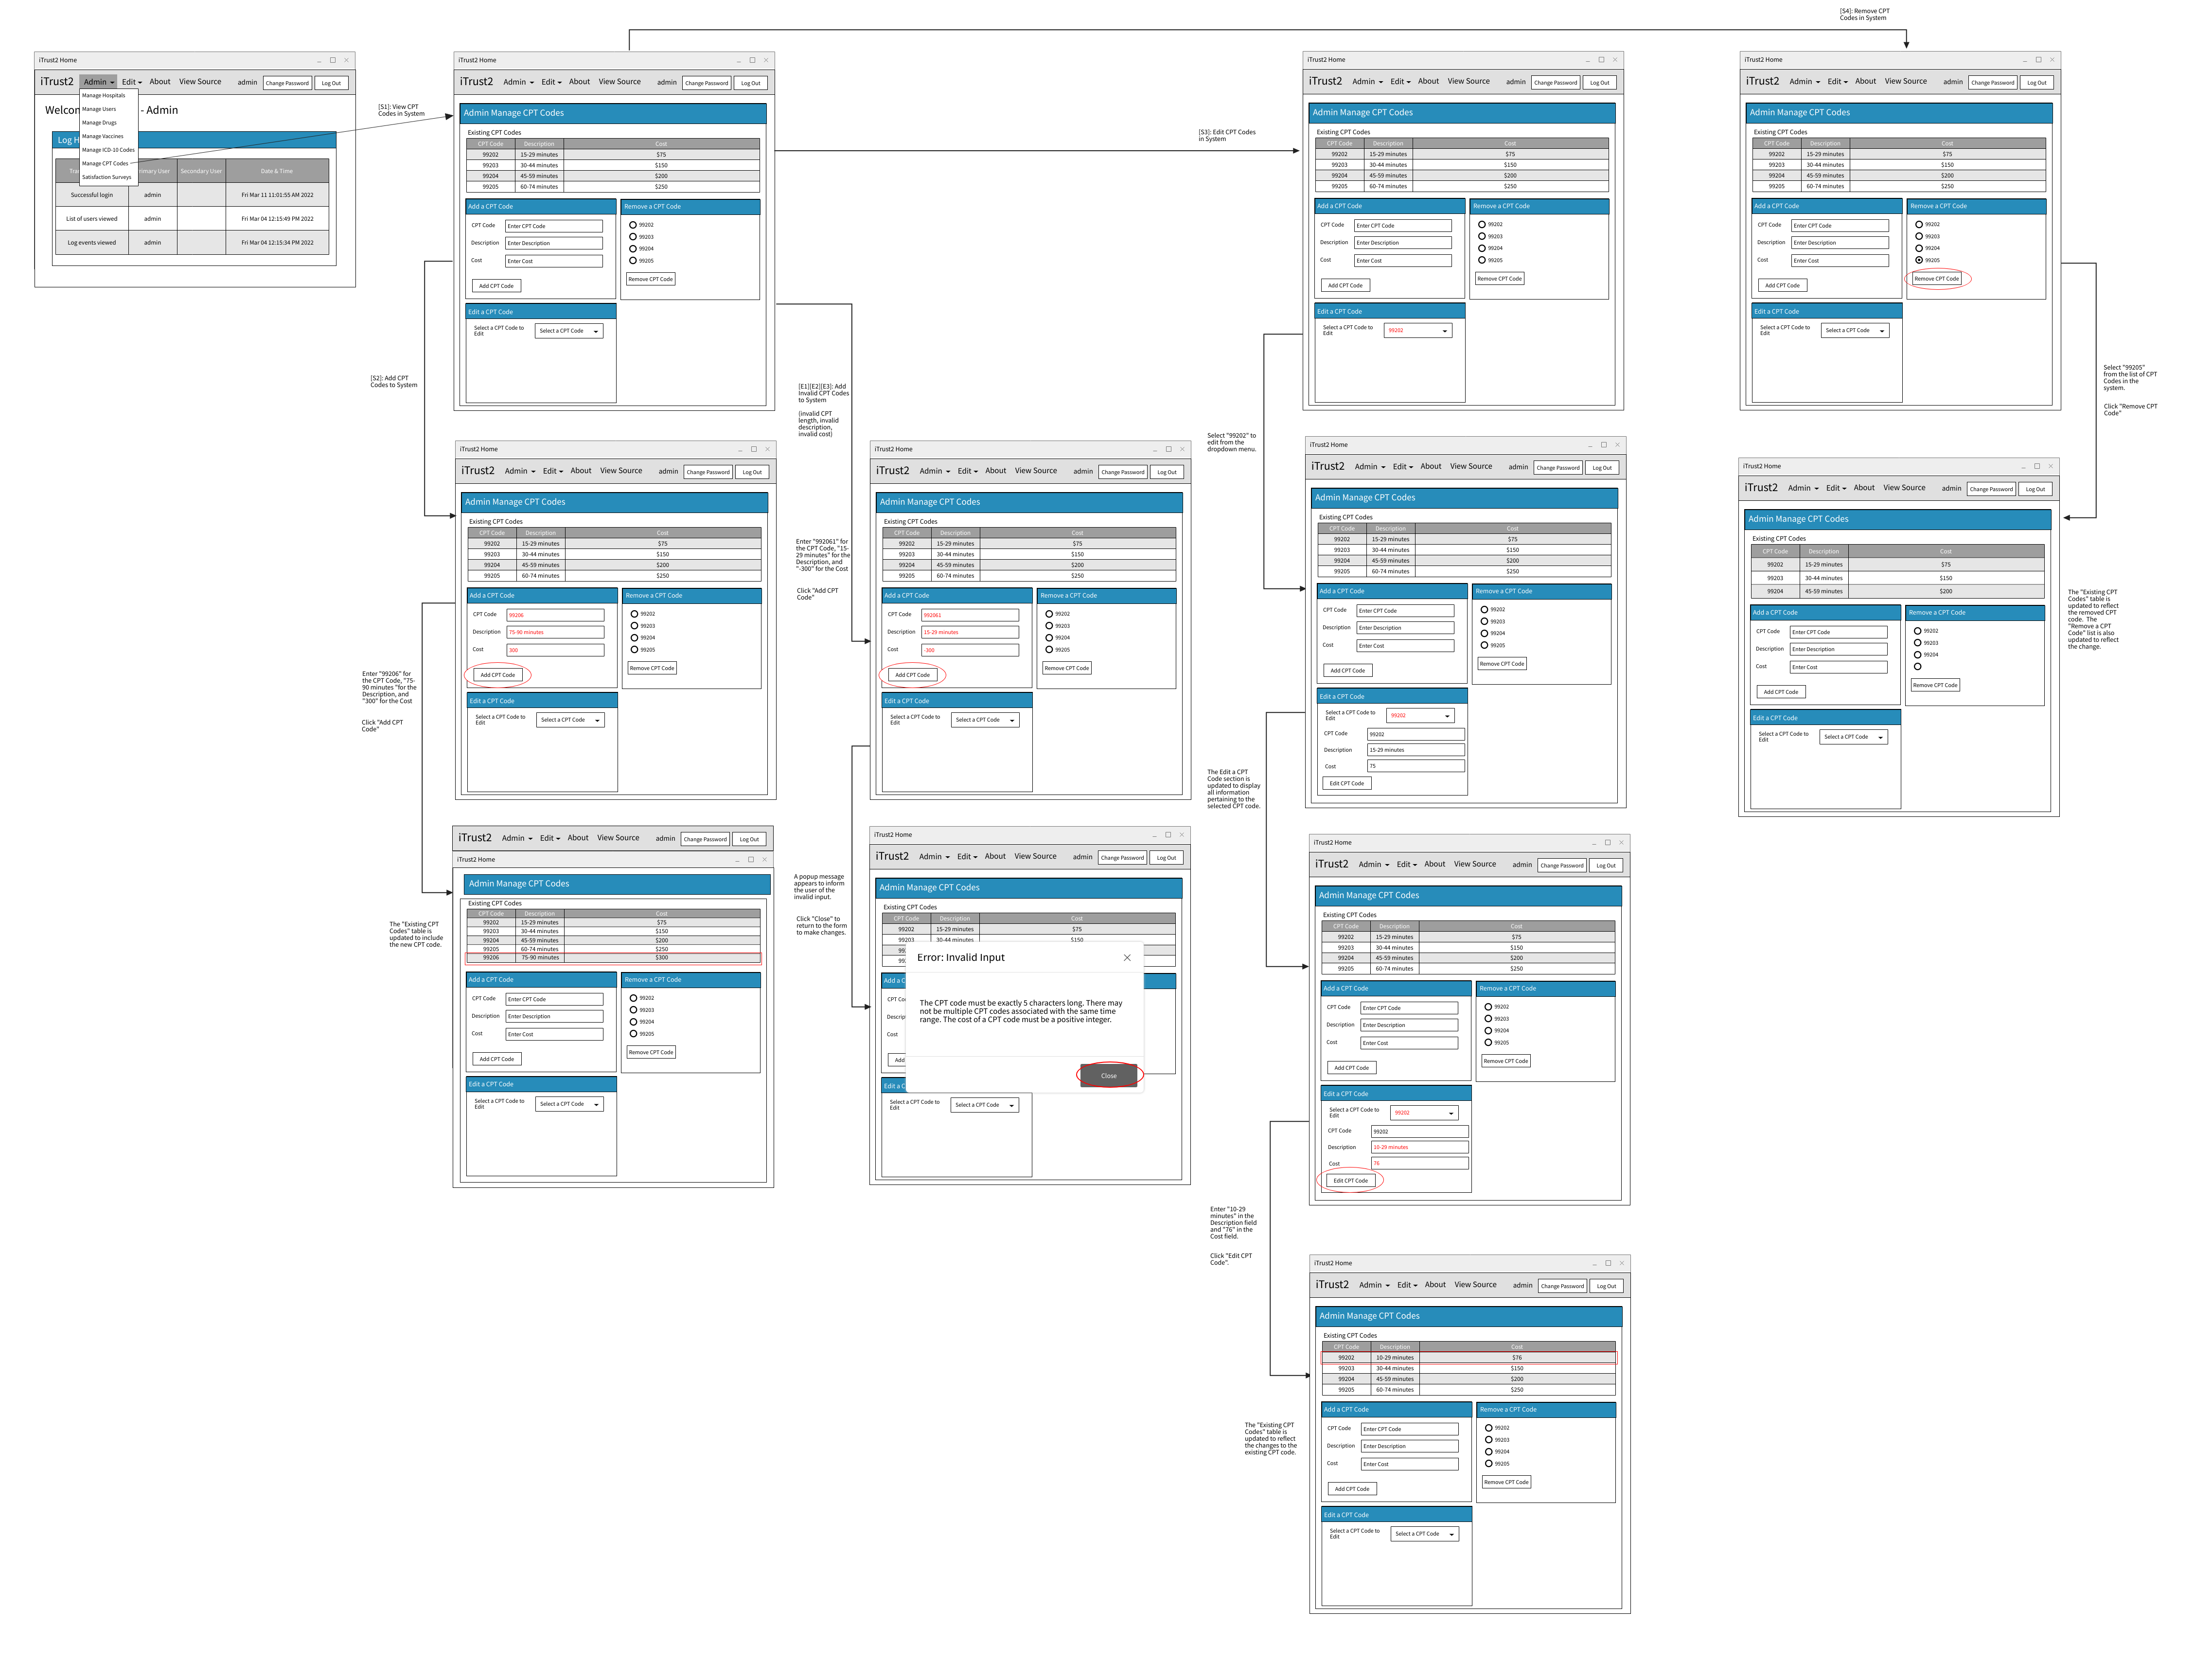 [S4]: Remove CPT
Codes in System
iTrust2 Home
iTrust2 Admin Edit About View Source admin Change Password Log Out
Manage Hospitals
Manage Users
Manage Drugs
Manage Vaccines
Manage ICD-10 Codes
Manage CPT Codes
Satisfaction Surveys
- Admin
Secondary User Date & Time
Successful login admin Fri Mar 11 11:01:55 AM 2022
List of users viewed admin Fri Mar 04 12:15:49 PM 2022
Log events viewed admin Fri Mar 04 12:15:34 PM 2022
[S1]: View CPT
Codes in System
iTrust2 Home
iTrust2 Admin Edit About View Source admin Change Password Log Out
Admin Manage CPT Codes
Existing CPT Codes
CPT Code Description Cost
99202 15-29 minutes $75
99203 30-44 minutes $150
99204 45-59 minutes $200
99205 60-74 minutes $250
Add a CPT Code
CPT Code Enter CPT Code
Description Enter Description
Cost Enter Cost
Add CPT Code
Remove a CPT Code
99202
99203
99204
99205
Remove CPT Code
Edit a CPT Code
Select a CPT Code to
Edit
Select a CPT Code
[S3]: Edit CPT Codes
in System
iTrust2 Home
iTrust2 Admin Edit About View Source admin Change Password Log Out
Admin Manage CPT Codes
Existing CPT Codes
CPT Code Description Cost
99202 15-29 minutes $75
99203 30-44 minutes $150
99204 45-59 minutes $200
99205 60-74 minutes $250
Add a CPT Code
CPT Code Enter CPT Code
Description Enter Description
Cost Enter Cost
Add CPT Code
Remove a CPT Code
99202
99203
99204
99205
Remove CPT Code
Edit a CPT Code
Select a CPT Code to
Edit
99202
iTrust2 Home
iTrust2 Admin Edit About View Source admin Change Password Log Out
Admin Manage CPT Codes
Existing CPT Codes
CPT Code Description Cost
99202 15-29 minutes $75
99203 30-44 minutes $150
99204 45-59 minutes $200
99205 60-74 minutes $250
Add a CPT Code
CPT Code Enter CPT Code
Description Enter Description
Cost Enter Cost
Add CPT Code
Remove a CPT Code
99202
99203
99204
99205
Remove CPT Code
Edit a CPT Code
Select a CPT Code to
Edit
Select a CPT Code
Select "99205"
from the list of CPT
Codes in the
system.
Click "Remove CPT
Code"
[S2]: Add CPT
Codes to System
[E1][E2][E3]: Add
Invalid CPT Codes
to System
(invalid CPT
length, invalid
description,
invalid cost)
Select "99202" to
edit from the
dropdown menu.
iTrust2 Home
iTrust2 Admin Edit About View Source admin Change Password Log Out
Admin Manage CPT Codes
Existing CPT Codes
CPT Code Description Cost
99202 15-29 minutes $75
99203 30-44 minutes $150
99204 45-59 minutes $200
99205 60-74 minutes $250
Add a CPT Code
CPT Code 99206
Description 75-90 minutes
Cost 300
Add CPT Code
Remove a CPT Code
99202
99203
99204
99205
Remove CPT Code
Edit a CPT Code
Select a CPT Code to
Edit
Select a CPT Code
Enter "992061" for
the CPT Code, "15-
29 minutes" for the
Description, and
"-300" for the Cost
Click "Add CPT
Code"
iTrust2 Home
iTrust2 Admin Edit About View Source admin Change Password Log Out
Admin Manage CPT Codes
Existing CPT Codes
CPT Code Description Cost
99202 15-29 minutes $75
99203 30-44 minutes $150
99204 45-59 minutes $200
99205 60-74 minutes $250
Add a CPT Code
CPT Code 992061
Description 15-29 minutes
Cost -300
Add CPT Code
Remove a CPT Code
99202
99203
99204
99205
Remove CPT Code
Edit a CPT Code
Select a CPT Code to
Edit
Select a CPT Code
iTrust2 Home
iTrust2 Admin Edit About View Source admin Change Password Log Out
Admin Manage CPT Codes
Existing CPT Codes
CPT Code Description Cost
99202 15-29 minutes $75
99203 30-44 minutes $150
99204 45-59 minutes $200
99205 60-74 minutes $250
Add a CPT Code
CPT Code Enter CPT Code
Description Enter Description
Cost Enter Cost
Add CPT Code
Remove a CPT Code
99202
99203
99204
99205
Remove CPT Code
Edit a CPT Code
Select a CPT Code to
Edit
99202
CPT Code 99202
Description 15-29 minutes
Cost 75
Edit CPT Code
iTrust2 Home
iTrust2 Admin Edit About View Source admin Change Password Log Out
Admin Manage CPT Codes
Existing CPT Codes
CPT Code Description Cost
99202 15-29 minutes $75
99203 30-44 minutes $150
99204 45-59 minutes $200
Add a CPT Code
CPT Code Enter CPT Code
Description Enter Description
Cost Enter Cost
Add CPT Code
Remove a CPT Code
99202
99203
99204
Remove CPT Code
Edit a CPT Code
Select a CPT Code to
Edit
Select a CPT Code
The "Existing CPT
Codes" table is
updated to reflect
the removed CPT
code. The
"Remove a CPT
Code" list is also
updated to reflect
the change.
Enter "99206" for
the CPT Code, "75-
90 minutes "for the
Description, and
"300" for the Cost
Click "Add CPT
Code"
The "Existing CPT
Codes" table is
updated to include
the new CPT code.
iTrust2 Admin Edit About View Source admin Change Password Log Out
iTrust2 Home
Admin Manage CPT Codes
Existing CPT Codes
CPT Code Description Cost
99202 15-29 minutes $75
99203 30-44 minutes $150
99204 45-59 minutes $200
99205 60-74 minutes $250
99206 75-90 minutes $300
Add a CPT Code
CPT Code Enter CPT Code
Description Enter Description
Cost Enter Cost
Add CPT Code
Remove a CPT Code
99202
99203
99204
99205
Remove CPT Code
Edit a CPT Code
Select a CPT Code to
Edit
Select a CPT Code
A popup message
appears to inform
the user of the
invalid input.
Click "Close" to
return to the form
to make changes.
iTrust2 Home
iTrust2 Admin Edit About View Source admin Change Password Log Out
Admin Manage CPT Codes
Existing CPT Codes
CPT Code Description Cost
99202 15-29 minutes $75
99203 30-44 minutes $150
Error: Invalid Input
The CPT code must be exactly 5 characters long. There may
not be multiple CPT codes associated with the same time
range. The cost of a CPT code must be a positive integer.
Close
Cost
Add
Select a CPT Code to
Edit
Select a CPT Code
The Edit a CPT
Code section is
updated to display
all information
pertaining to the
selected CPT code.
iTrust2 Home
iTrust2 Admin Edit About View Source admin Change Password Log Out
Admin Manage CPT Codes
Existing CPT Codes
CPT Code Description Cost
99202 15-29 minutes $75
99203 30-44 minutes $150
99204 45-59 minutes $200
99205 60-74 minutes $250
Add a CPT Code
CPT Code Enter CPT Code
Description Enter Description
Cost Enter Cost
Add CPT Code
Remove a CPT Code
99202
99203
99204
99205
Remove CPT Code
Edit a CPT Code
Select a CPT Code to
Edit
99202
CPT Code 99202
Description 10-29 minutes
Cost 76
Edit CPT Code
Enter "10-29
minutes" in the
Description field
and "76" in the
Cost field.
Click "Edit CPT
Code".
The "Existing CPT
Codes" table is
updated to reflect
the changes to the
existing CPT code.
iTrust2 Home
iTrust2 Admin Edit About View Source admin Change Password Log Out
Admin Manage CPT Codes
Existing CPT Codes
CPT Code Description Cost
99202 10-29 minutes $76
99203 30-44 minutes $150
99204 45-59 minutes $200
99205 60-74 minutes $250
Add a CPT Code
CPT Code Enter CPT Code
Description Enter Description
Cost Enter Cost
Add CPT Code
Remove a CPT Code
99202
99203
99204
99205
Remove CPT Code
Edit a CPT Code
Select a CPT Code to
Edit
Select a CPT Code